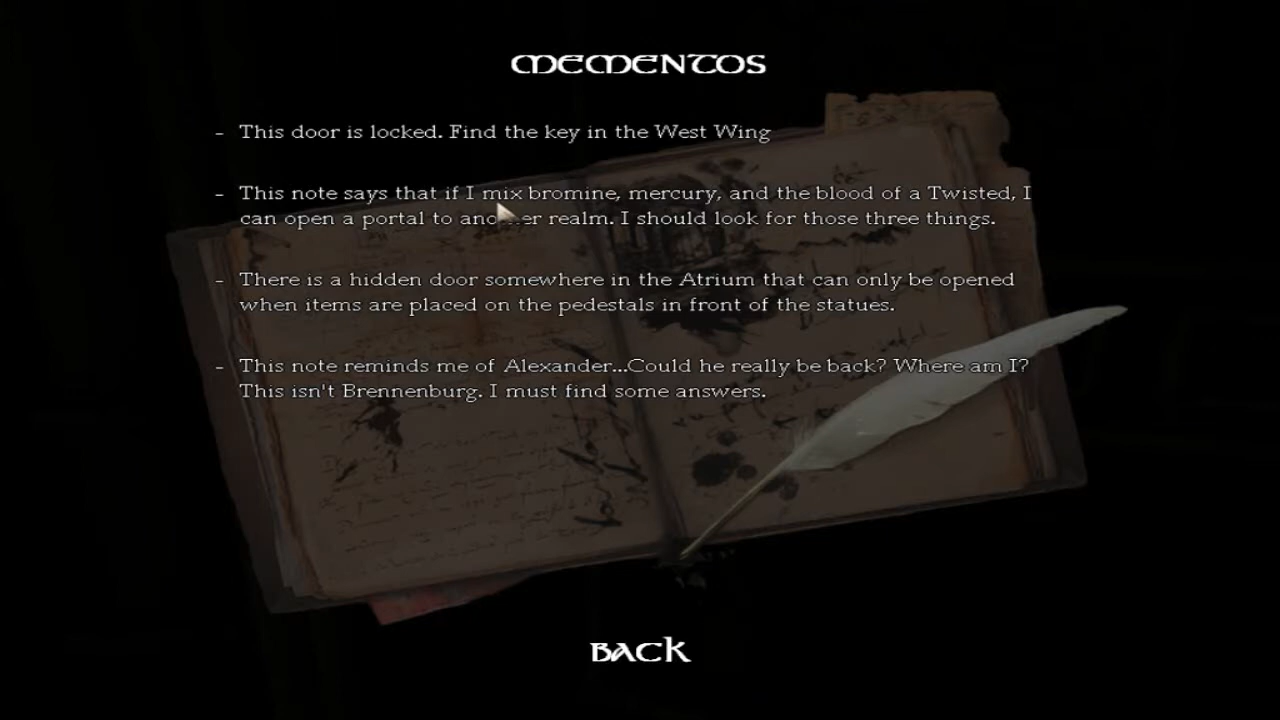 MEMENTOS
- This door is locked. Find the key in the West Wing
- This note says that if I mix bromine, mercury, and the blood of a Twisted, I
can open a portal to another realm. I should look for those three things.
- There is a hidden door somewhere in the Atrium that can only be opened
when items are placed on the pedestals in front of the statues.
- This note reminds me of Alexander...Could he really be back? Where am I?
This isn't Brennenburg. I must find some answers.
BACK